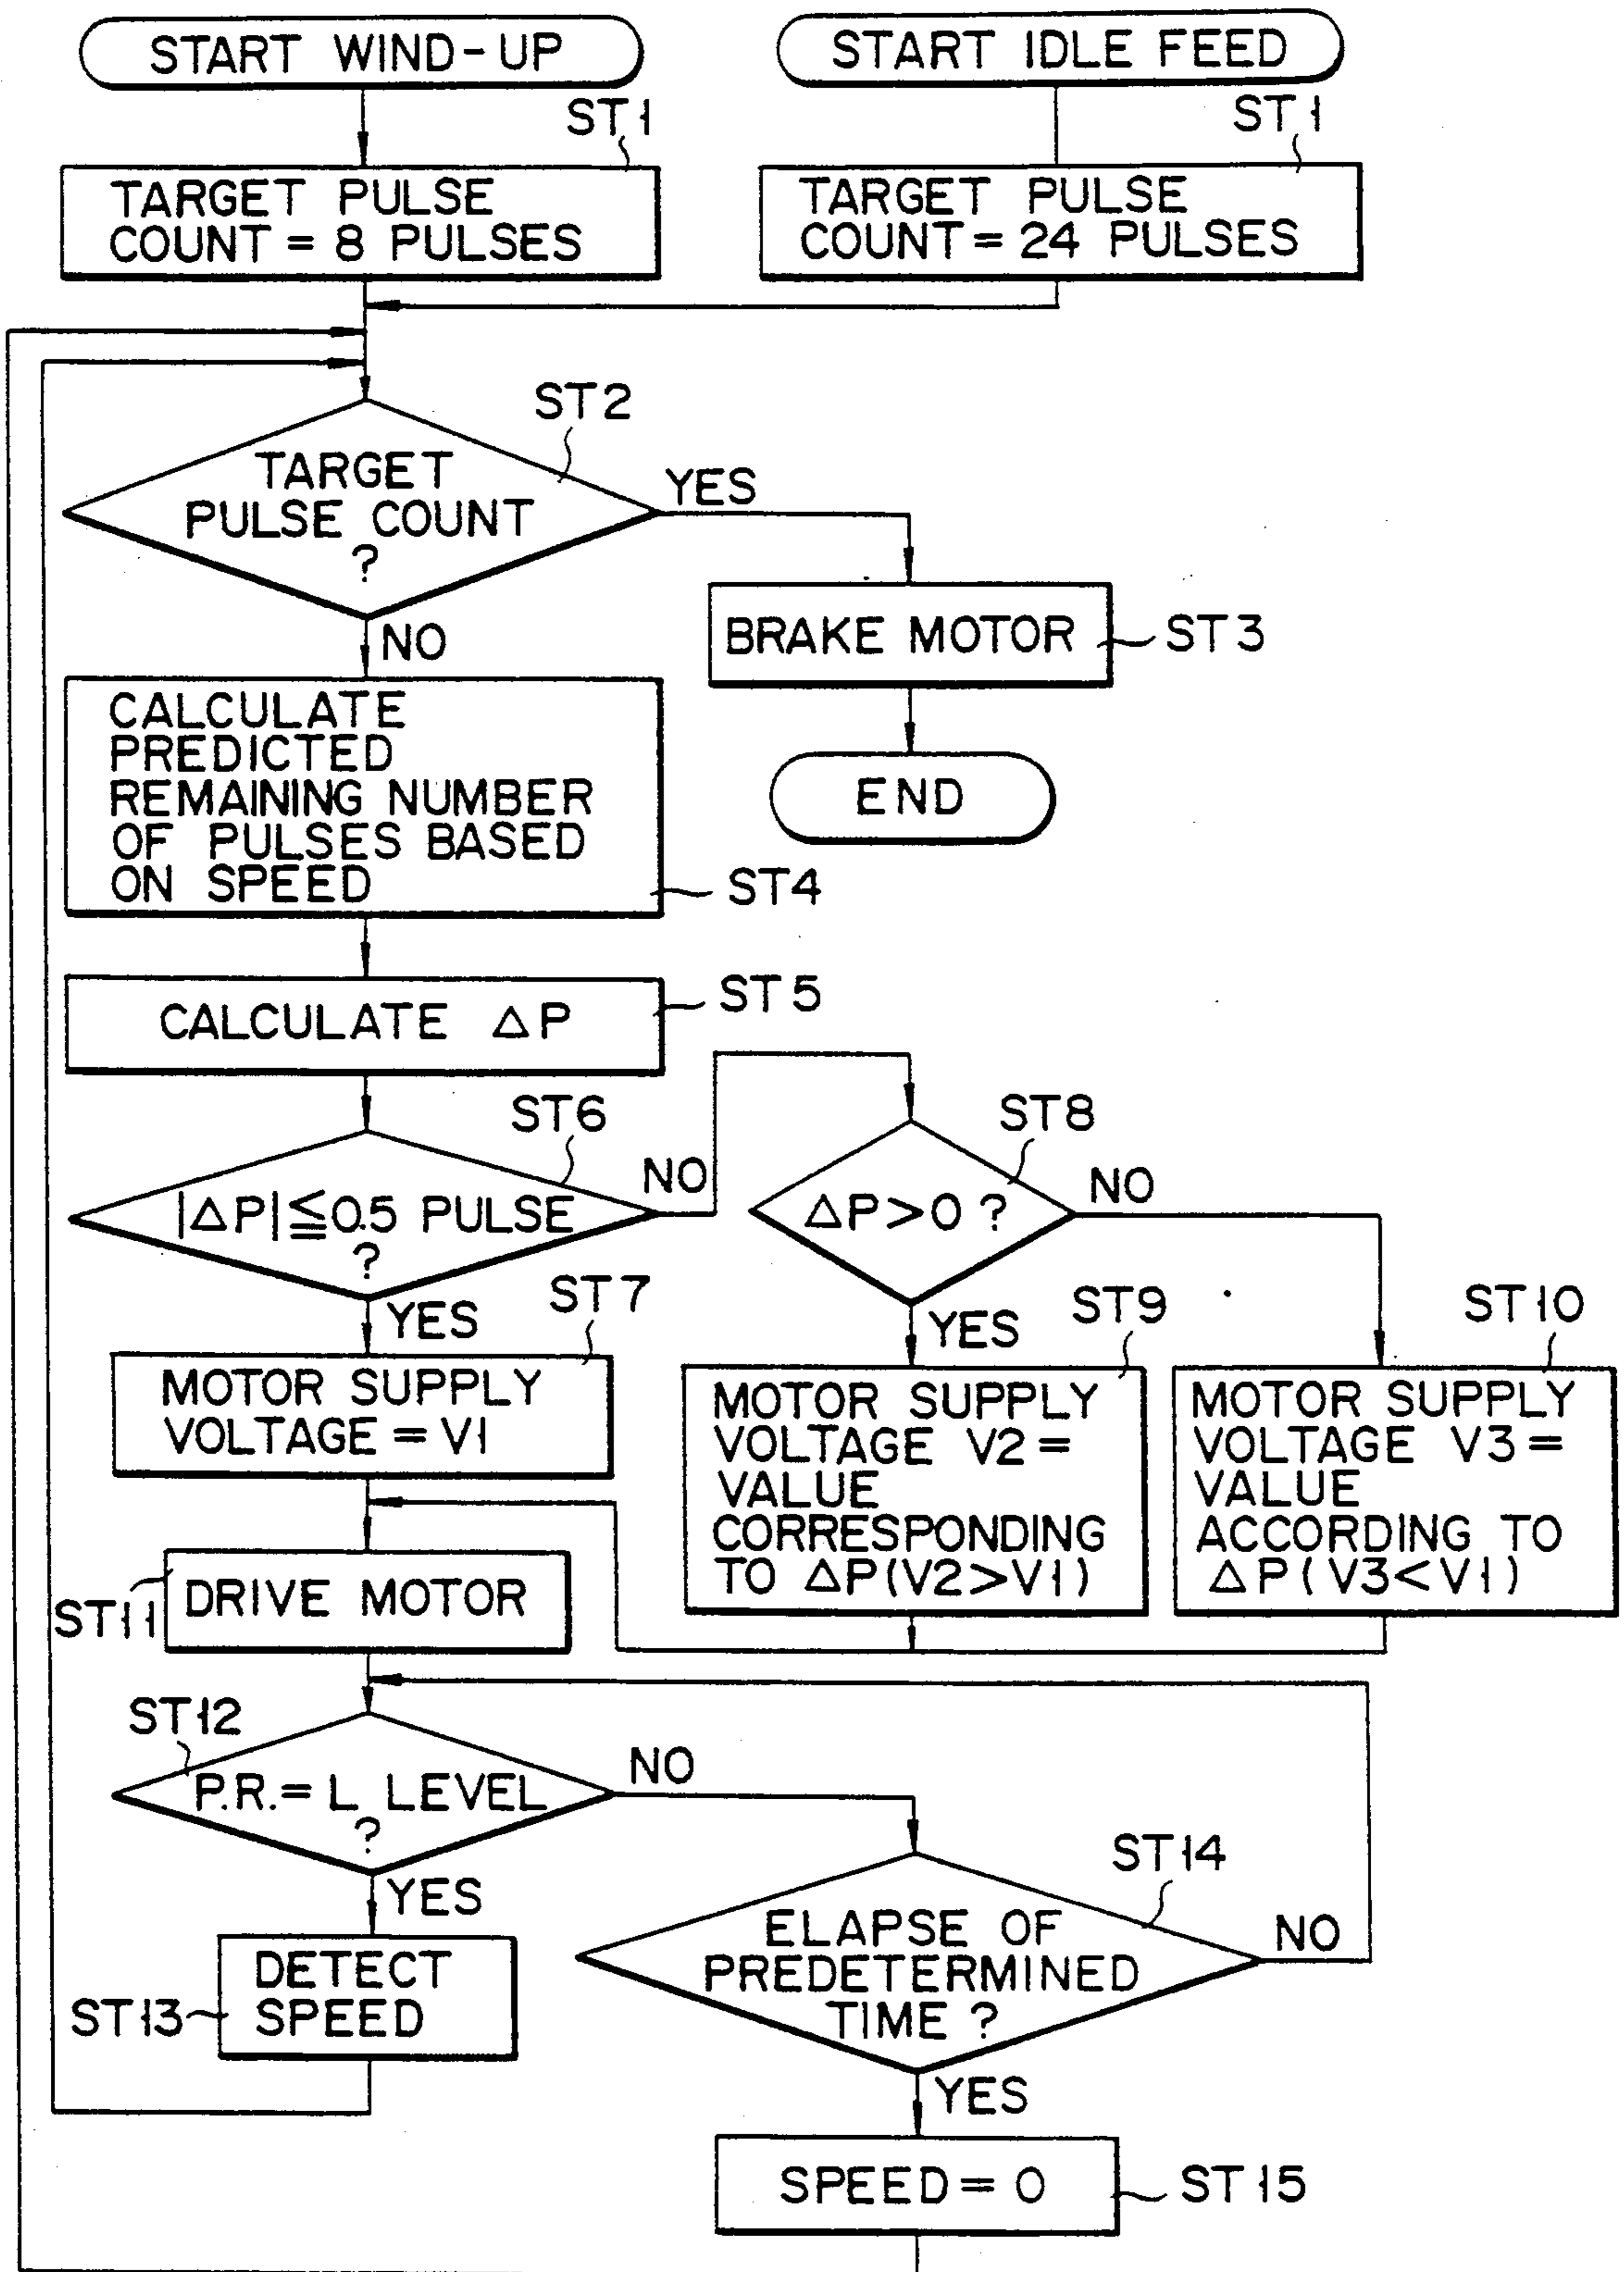 START WIND-UP
START IDLE FEED
ST1
ST1
TARGET PULSE
COUNT = 8 PULSES
TARGET PULSE
COUNT = 24 PULSES
ST2
TARGET
PULSE COUNT
?
YES
NO
BRAKE MOTOR
ST3
END
CALCULATE
PREDICTED
REMAINING NUMBER
OF PULSES BASED
ON SPEED
ST4
CALCULATE △P
ST5
ST6
|△P|≦0.5 PULSE
?
NO
YES
ST8
△P>0 ?
NO
YES
ST7
MOTOR SUPPLY
VOLTAGE = V1
ST9
MOTOR SUPPLY
VOLTAGE V2=
VALUE
CORRESPONDING
TO △P(V2>V1)
ST10
MOTOR SUPPLY
VOLTAGE V3=
VALUE
ACCORDING TO
△P(V3<V1)
DRIVE MOTOR
ST11
ST12
P.R.= L LEVEL
?
NO
YES
ST14
ELAPSE OF
PREDETERMINED
TIME ?
NO
YES
DETECT
SPEED
ST13
SPEED = 0
ST15